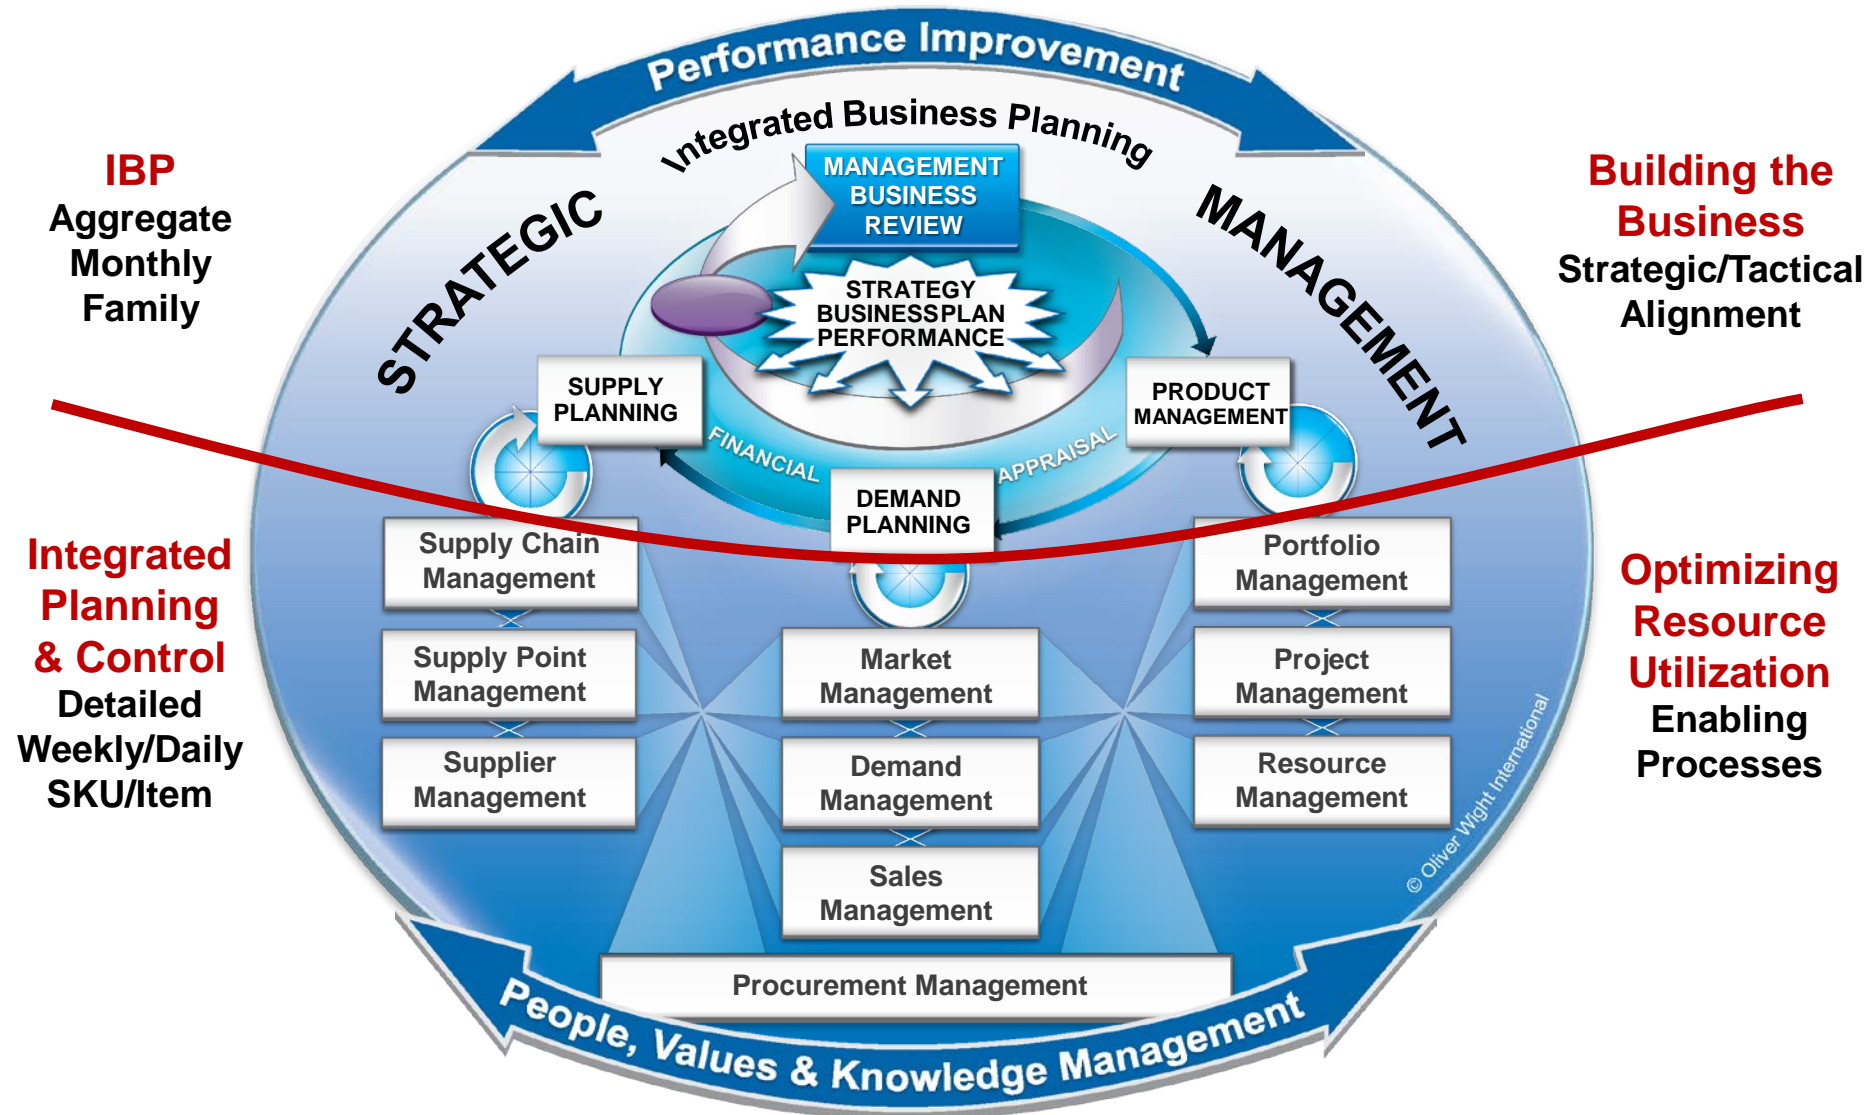 Performance Improvement
Integrated Business Planning
STRATEGIC
MANAGEMENT
IBP
Aggregate
Monthly
Family
Building the
Business
Strategic/Tactical
Alignment
MANAGEMENT
BUSINESS
REVIEW
STRATEGY
BUSINESSPLAN
PERFORMANCE
SUPPLY
PLANNING
PRODUCT
MANAGEMENT
FINANCIAL
APPRAISAL
DEMAND
PLANNING
Integrated
Planning
& Control
Detailed
Weekly/Daily
SKU/Item
Supply Chain
Management
Supply Point
Management
Supplier
Management
Market
Management
Demand
Management
Sales
Management
Portfolio
Management
Project
Management
Resource
Management
Optimizing
Resource
Utilization
Enabling
Processes
© Oliver Wight International
Procurement Management
People, Values & Knowledge Management